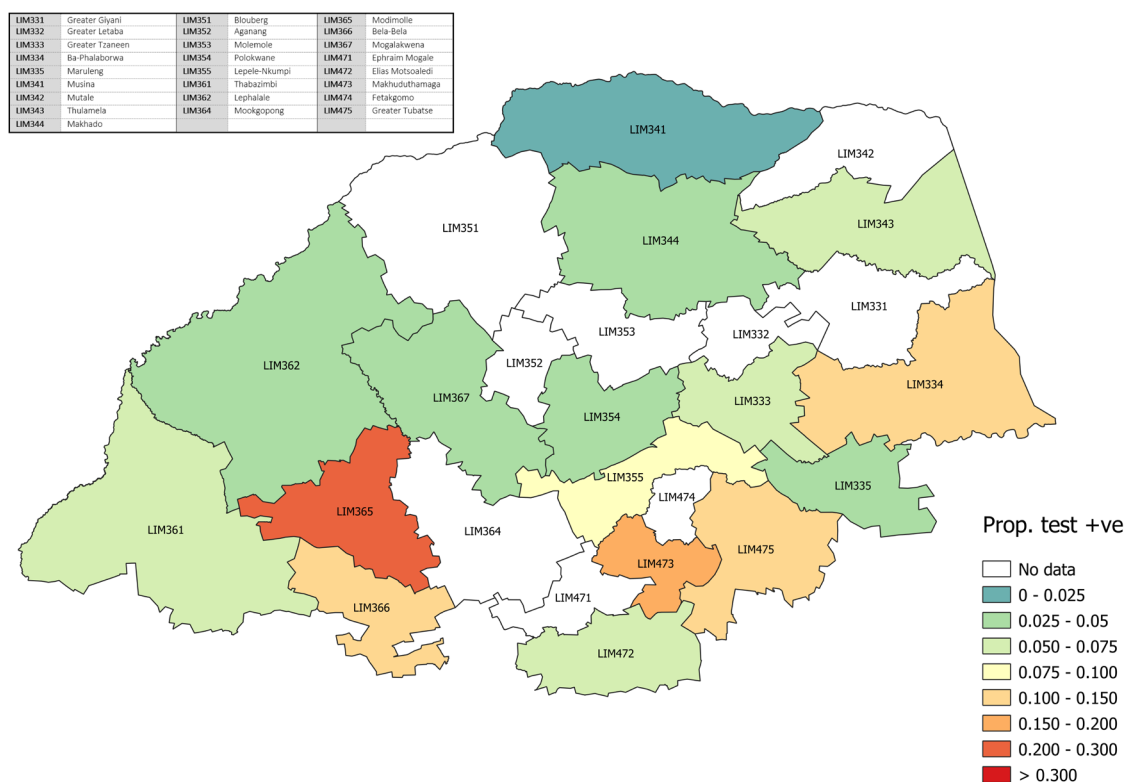 LIM331 Greater Giyani LIM351 Blouberg LIM365 Modimolle
LIM332 Greater Letaba LIM352 Aganang LIM366 Bela-Bela
LIM333 Greater Tzaneen LIM353 Molemole LIM367 Mogalakwena
LIM334 Ba-Phalaborwa LIM354 Polokwane LIM471 Ephraim Mogale
LIM335 Maruleng LIM355 Lepele-Nkumpi LIM472 Elias Motsoaledi
LIM341 Musina LIM361 Thabazimbi LIM473 Makhuduthamaga
LIM342 Mutale LIM362 Lephalale LIM474 Fetakgomo
LIM343 Thulamela LIM364 Mookgopong LIM475 Greater Tubatse
LIM344 Makhado
LIM341
LIM342
LIM351
LIM343
LIM344
LIM331
LIM353
LIM332
LIM352
LIM362
LIM334
LIM367
LIM333
LIM354
LIM355
LIM335
LIM474
LIM365
LIM361
LIM364
LIM475
LIM473
LIM471
LIM366
LIM472
Prop. test +ve
No data
0 - 0.025
0.025 - 0.05
0.050 - 0.075
0.075 - 0.100
0.100 - 0.150
0.150 - 0.200
0.200 - 0.300
> 0.300